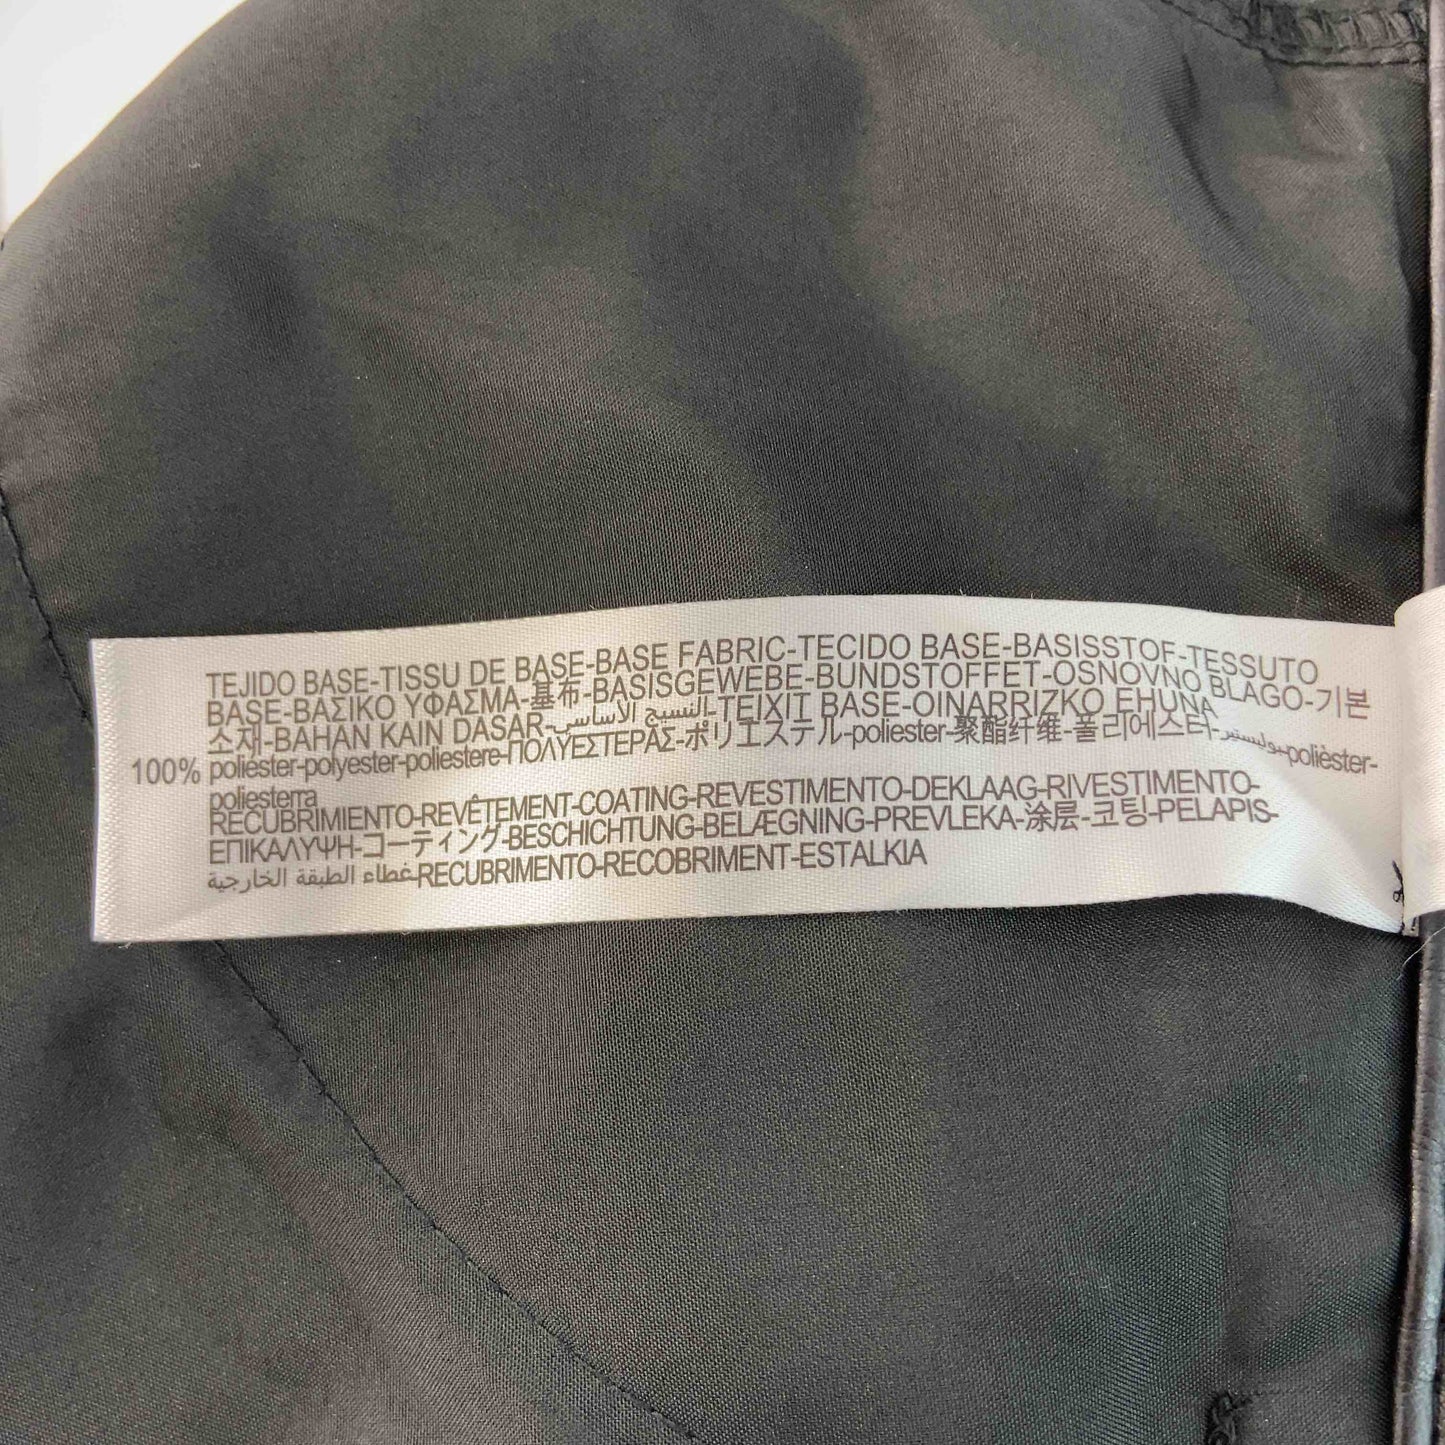 TEJIDO BASE-TISSU DE BASE-BASE FABRIC-TECIDO BASE-BASISSTOF-TESSUTO
BASE-ΒΑΣΙΚΟ ΥΦΑΣΜΑ-基布-BASISGEWEBE-BUNDSTOFFET-OSNOVNO BLAGO-기본
소재-BAHAN KAIN DASAR-النسيج الأساسي-TEIXIT BASE-OINARRIZKO EHUNA
100% poliéster-polyester-poliestere-ΠΟΛΥΕΣΤΕΡΑΣ-ポリエステル-poliester-聚酯纤维-폴리에스터-بوليستر-polièster-
poliesterra
RECUBRIMIENTO-REVÊTEMENT-COATING-REVESTIMENTO-DEKLAAG-RIVESTIMENTO-
ΕΠΙΚΑΛΥΨΗ-コーティング-BESCHICHTUNG-BELÆGNING-PREVLEKA-涂层-코팅-PELAPIS-
غطاء الطبقة الخارجية-RECUBRIMENTO-RECOBRIMENT-ESTALKIA